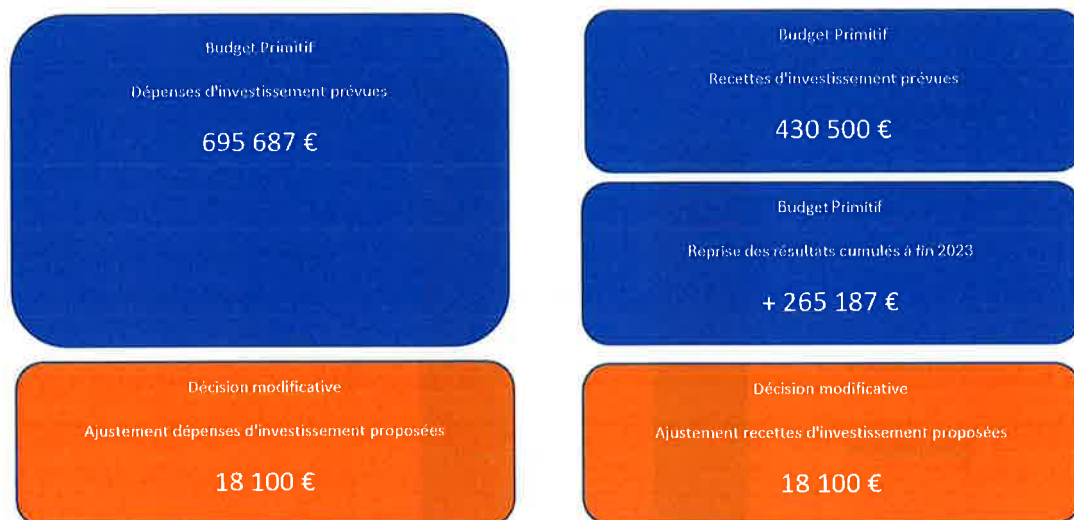 Budget Primitif
Dépenses d'investissement prévues
695 687 €
Budget Primitif
Recettes d'investissement prévues
430 500 €
Budget Primitif
Reprise des résultats cumulés à fin 2023
+ 265 187 €
Décision modificative
Ajustement dépenses d'investissement proposées
18 100 €
Décision modificative
Ajustement recettes d'investissement proposées
18 100 €